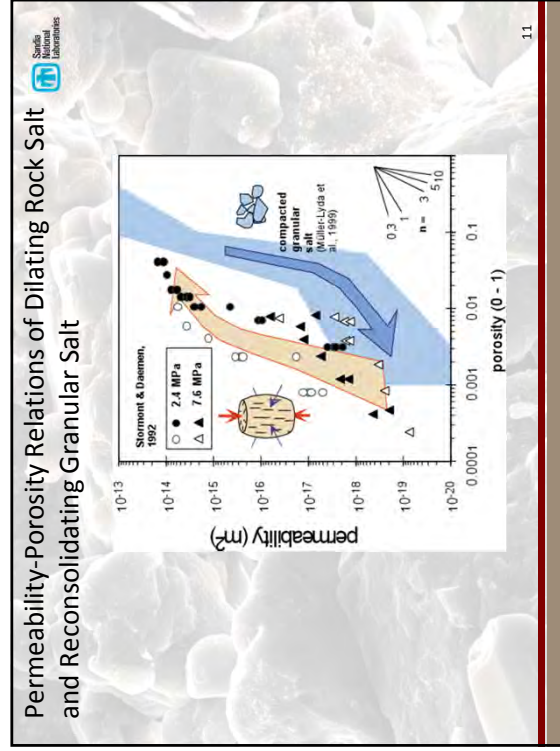 Permeability-Porosity Relations of Dilating Rock Salt
and Reconsolidating Granular Salt
Sandia
National
Laboratories
permeability (m2)
10-13
10-14
10-15
10-16
10-17
10-18
10-19
10-20
Stormont & Daemen,
1992
2.4 MPa
7.6 MPa
compacted
granular
salt
(Müller-Lyda et
al., 1999)
0.3
1
n = 3
5
10
0.0001
0.001
0.01
0.1
porosity (0 - 1)
11